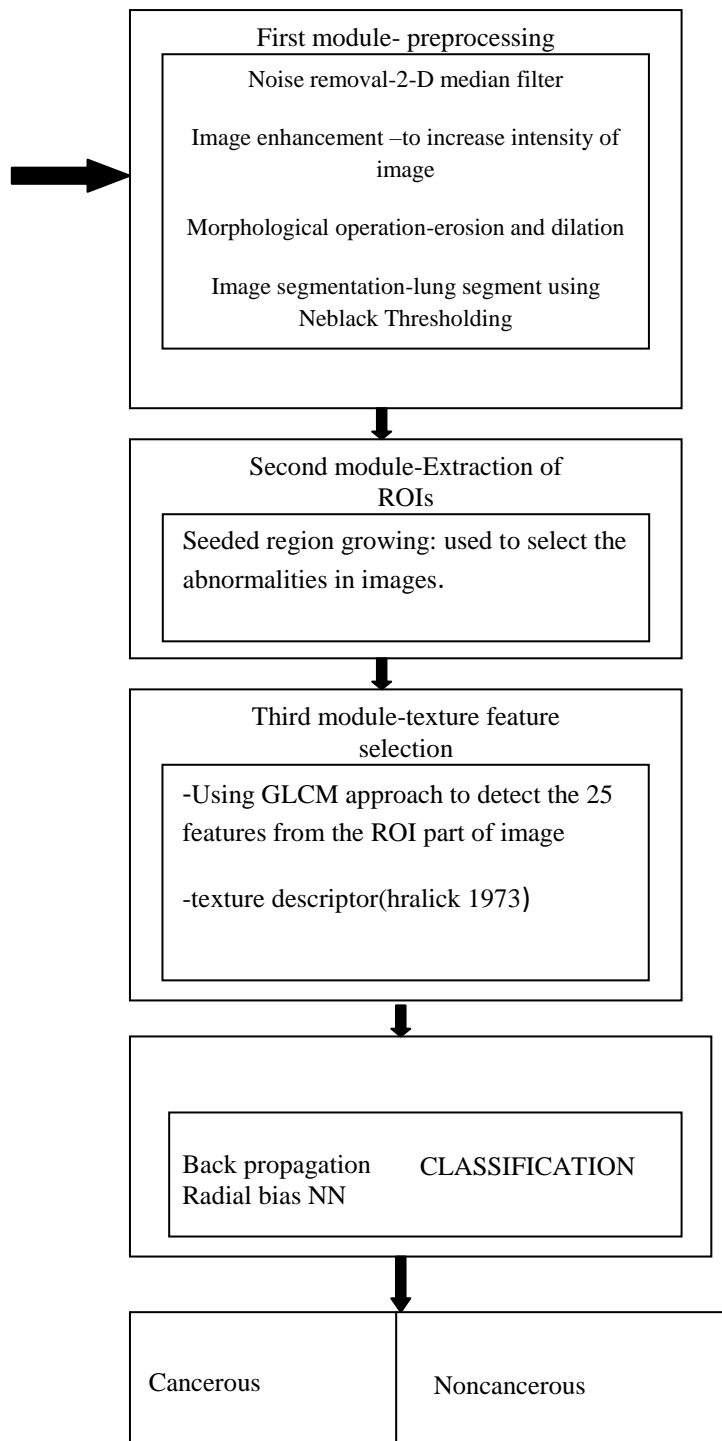 First module- preprocessing
Noise removal-2-D median filter
Image enhancement –to increase intensity of
image
Morphological operation-erosion and dilation
Image segmentation-lung segment using
Neblack Thresholding
Second module-Extraction of
ROIs
Seeded region growing: used to select the
abnormalities in images.
Third module-texture feature
selection
-Using GLCM approach to detect the 25
features from the ROI part of image
-texture descriptor(hralick 1973)
Back propagation CLASSIFICATION
Radial bias NN
Cancerous
Noncancerous